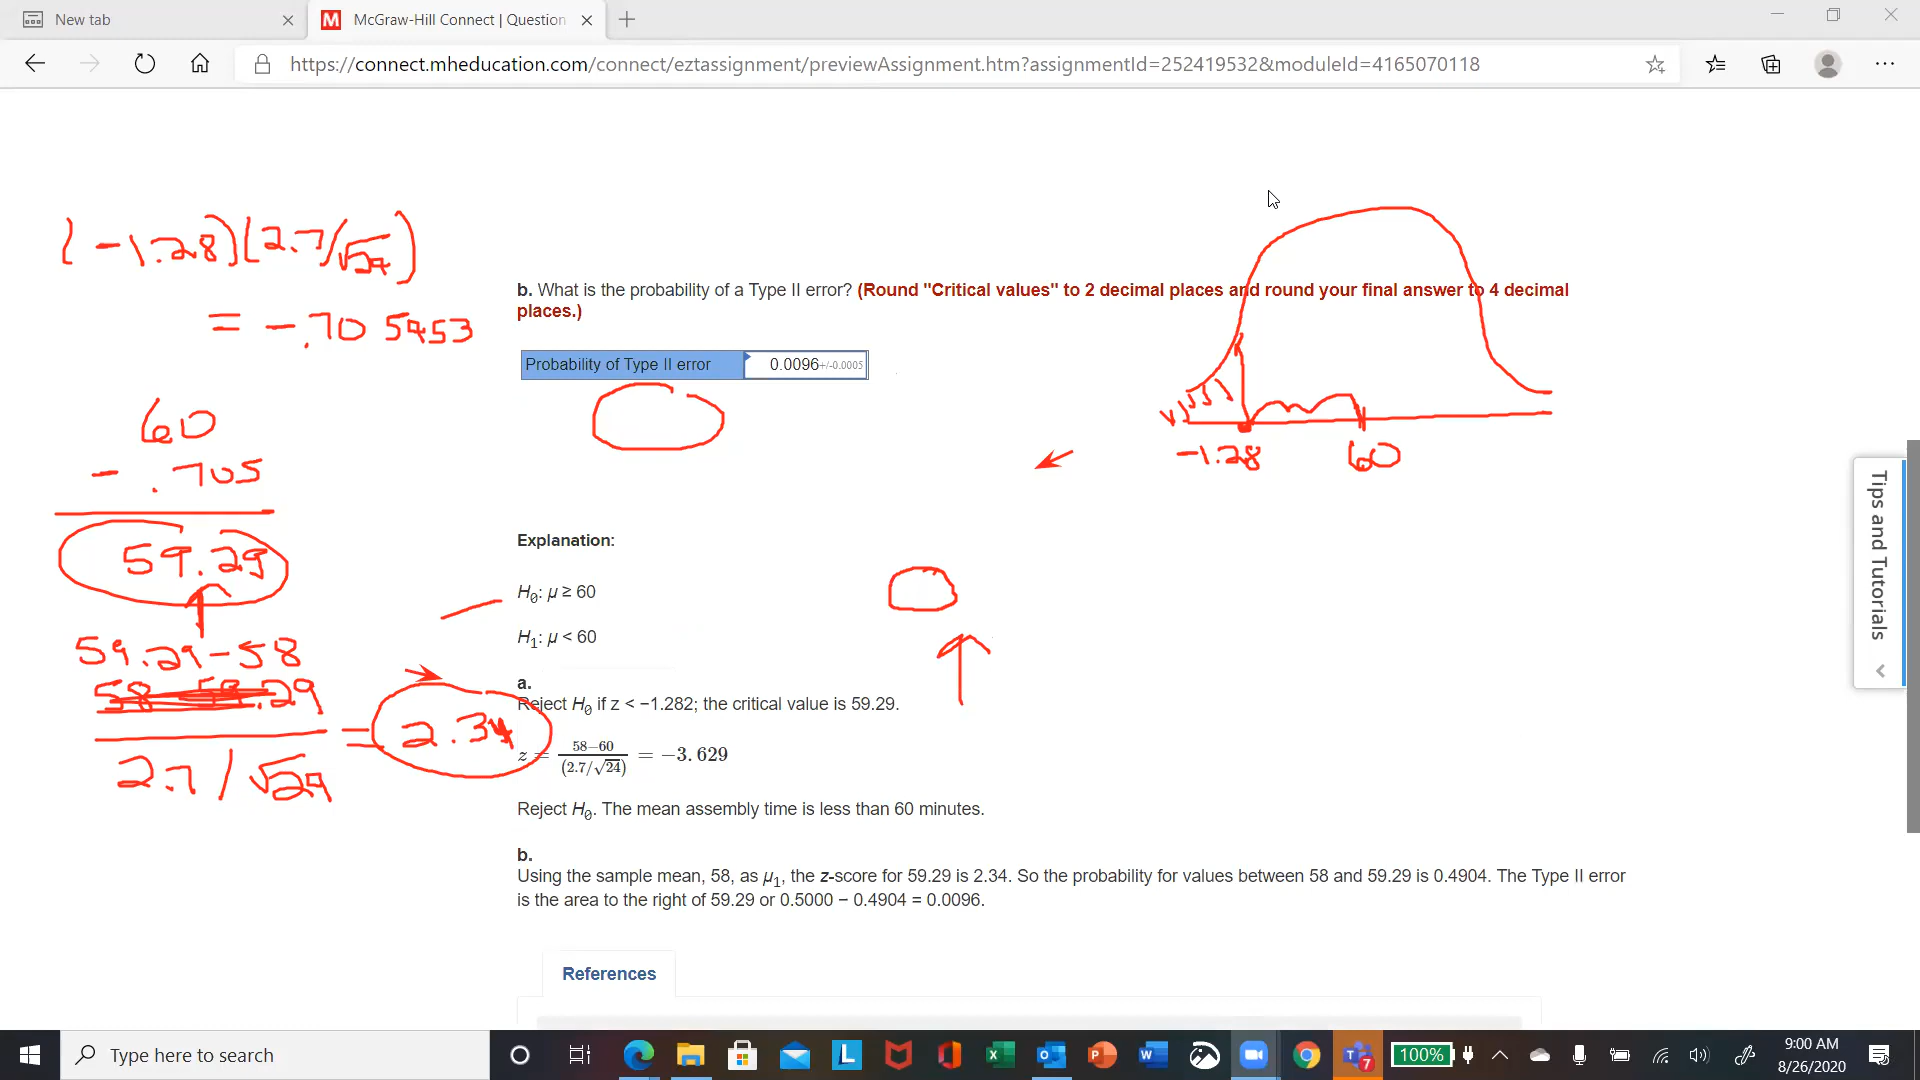 New tab
McGraw-Hill Connect | Question
https://connect.mheducation.com/connect/eztassignment/previewAssignment.htm?assignmentId=252419532&moduleId=4165070118
(-1.28)(2.7/√24)
= -.705453
b. What is the probability of a Type II error? (Round "Critical values" to 2 decimal places and round your final answer to 4 decimal
places.)
Probability of Type II error 0.0096+/-0.0005
-1.28 60
60
- .705
59.29
59.29-58
2.7/√24 = 2.34
Explanation:
H0: μ ≥ 60
H1: μ < 60
a.
Reject H0 if z < −1.282; the critical value is 59.29.
z = 58−60 / (2.7/√24) = −3.629
Reject H0. The mean assembly time is less than 60 minutes.
b.
Using the sample mean, 58, as μ1, the z-score for 59.29 is 2.34. So the probability for values between 58 and 59.29 is 0.4904. The Type II error
is the area to the right of 59.29 or 0.5000 − 0.4904 = 0.0096.
References
Tips and Tutorials
Type here to search
100%
7
9:00 AM
8/26/2020